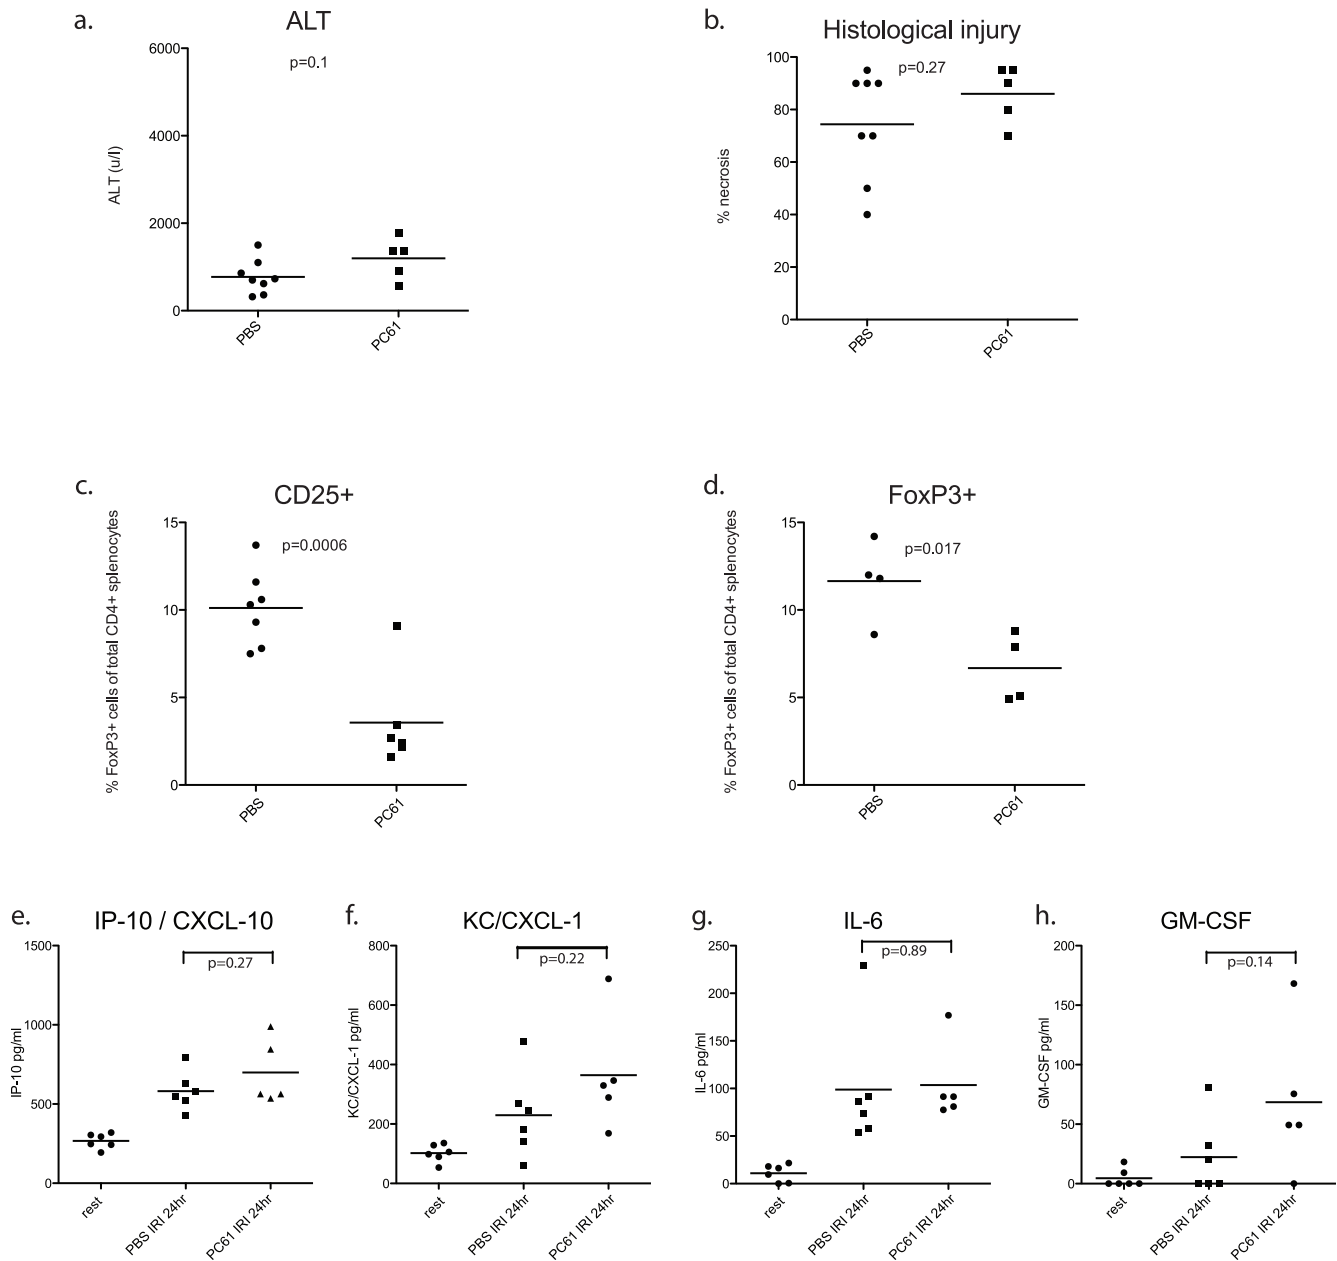 a.
ALT
p=0.1
ALT (u/l)
6000
4000
2000
0
PBS
PC61
b.
Histological injury
p=0.27
% necrosis
100
80
60
40
20
0
PBS
PC61
c.
CD25+
p=0.0006
% FoxP3+ cells of total CD4+ splenocytes
15
10
5
0
PBS
PC61
d.
FoxP3+
p=0.017
% FoxP3+ cells of total CD4+ splenocytes
15
10
5
0
PBS
PC61
e.
IP-10 / CXCL-10
p=0.27
IP-10 pg/ml
1500
1000
500
0
rest
PBS IRI 24hr
PC61 IRI 24hr
f.
KC/CXCL-1
p=0.22
KC/CXCL-1 pg/ml
800
600
400
200
0
rest
PBS IRI 24hr
PC61 IRI 24hr
g.
IL-6
p=0.89
IL-6 pg/ml
250
200
150
100
50
0
rest
PBS IRI 24hr
PC61 IRI 24hr
h.
GM-CSF
p=0.14
GM-CSF pg/ml
200
150
100
50
0
rest
PBS IRI 24hr
PC61 IRI 24hr